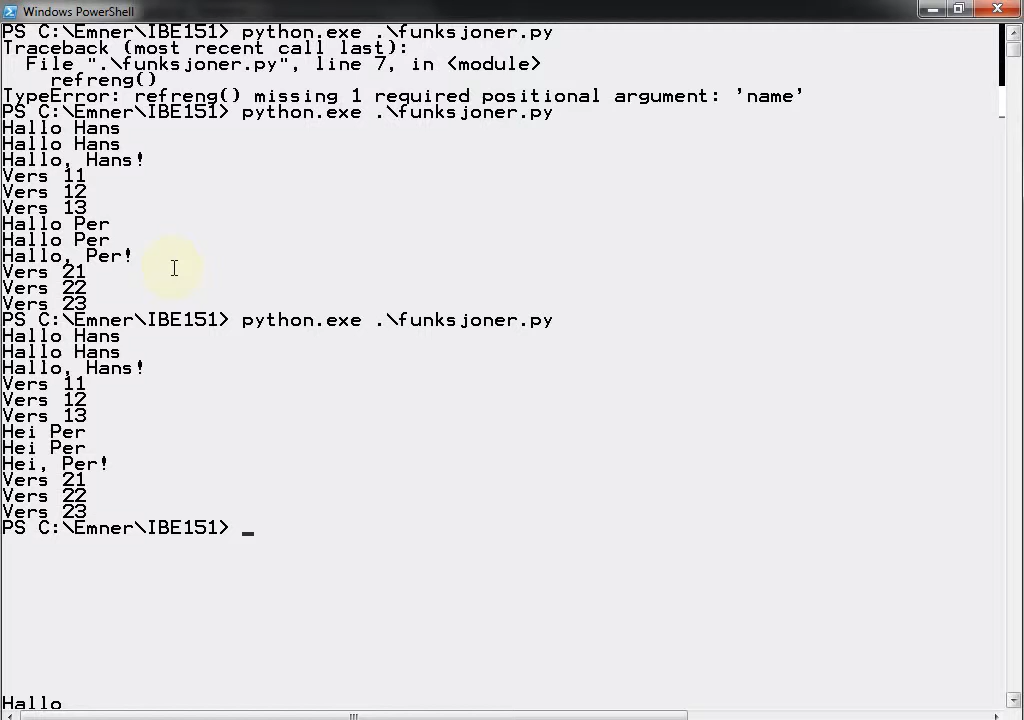 Windows PowerShell
PS C:\Emner\IBE151> python.exe .\funksjoner.py
Traceback (most recent call last):
  File ".\funksjoner.py", line 7, in <module>
    refreng()
TypeError: refreng() missing 1 required positional argument: 'name'
PS C:\Emner\IBE151> python.exe .\funksjoner.py
Hallo Hans
Hallo Hans
Hallo, Hans!
Vers 11
Vers 12
Vers 13
Hallo Per
Hallo Per
Hallo, Per!
Vers 21
Vers 22
Vers 23
PS C:\Emner\IBE151> python.exe .\funksjoner.py
Hallo Hans
Hallo Hans
Hallo, Hans!
Vers 11
Vers 12
Vers 13
Hei Per
Hei Per
Hei, Per!
Vers 21
Vers 22
Vers 23
PS C:\Emner\IBE151> _
Hallo